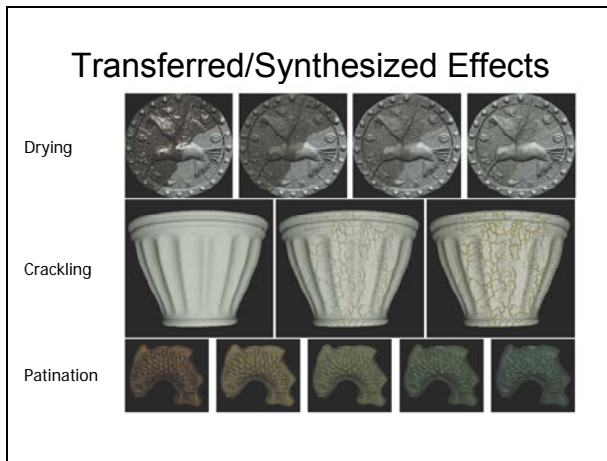 Transferred/Synthesized Effects
Drying
Crackling
Patination